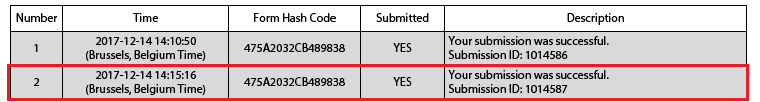 Number Time Form Hash Code Submitted Description
1 2017-12-14 14:10:50 (Brussels, Belgium Time) 475A2032CB489838 YES Your submission was successful. Submission ID: 1014586
2 2017-12-14 14:15:16 (Brussels, Belgium Time) 475A2032CB489838 YES Your submission was successful. Submission ID: 1014587